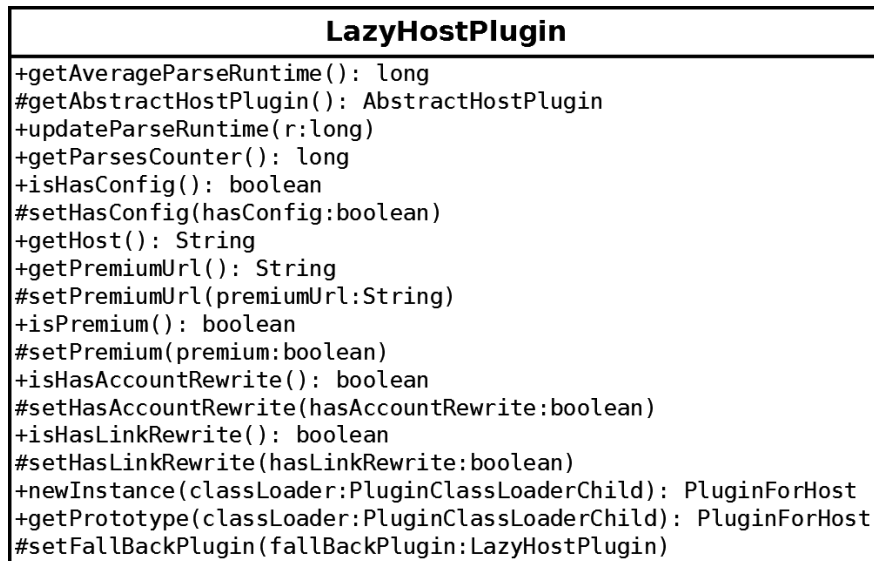 LazyHostPlugin
+getAverageParseRuntime(): long
#getAbstractHostPlugin(): AbstractHostPlugin
+updateParseRuntime(r:long)
+getParsesCounter(): long
+isHasConfig(): boolean
#setHasConfig(hasConfig:boolean)
+getHost(): String
+getPremiumUrl(): String
#setPremiumUrl(premiumUrl:String)
+isPremium(): boolean
#setPremium(premium:boolean)
+isHasAccountRewrite(): boolean
#setHasAccountRewrite(hasAccountRewrite:boolean)
+isHasLinkRewrite(): boolean
#setHasLinkRewrite(hasLinkRewrite:boolean)
+newInstance(classLoader:PluginClassLoaderChild): PluginForHost
+getPrototype(classLoader:PluginClassLoaderChild): PluginForHost
#setFallBackPlugin(fallBackPlugin:LazyHostPlugin)